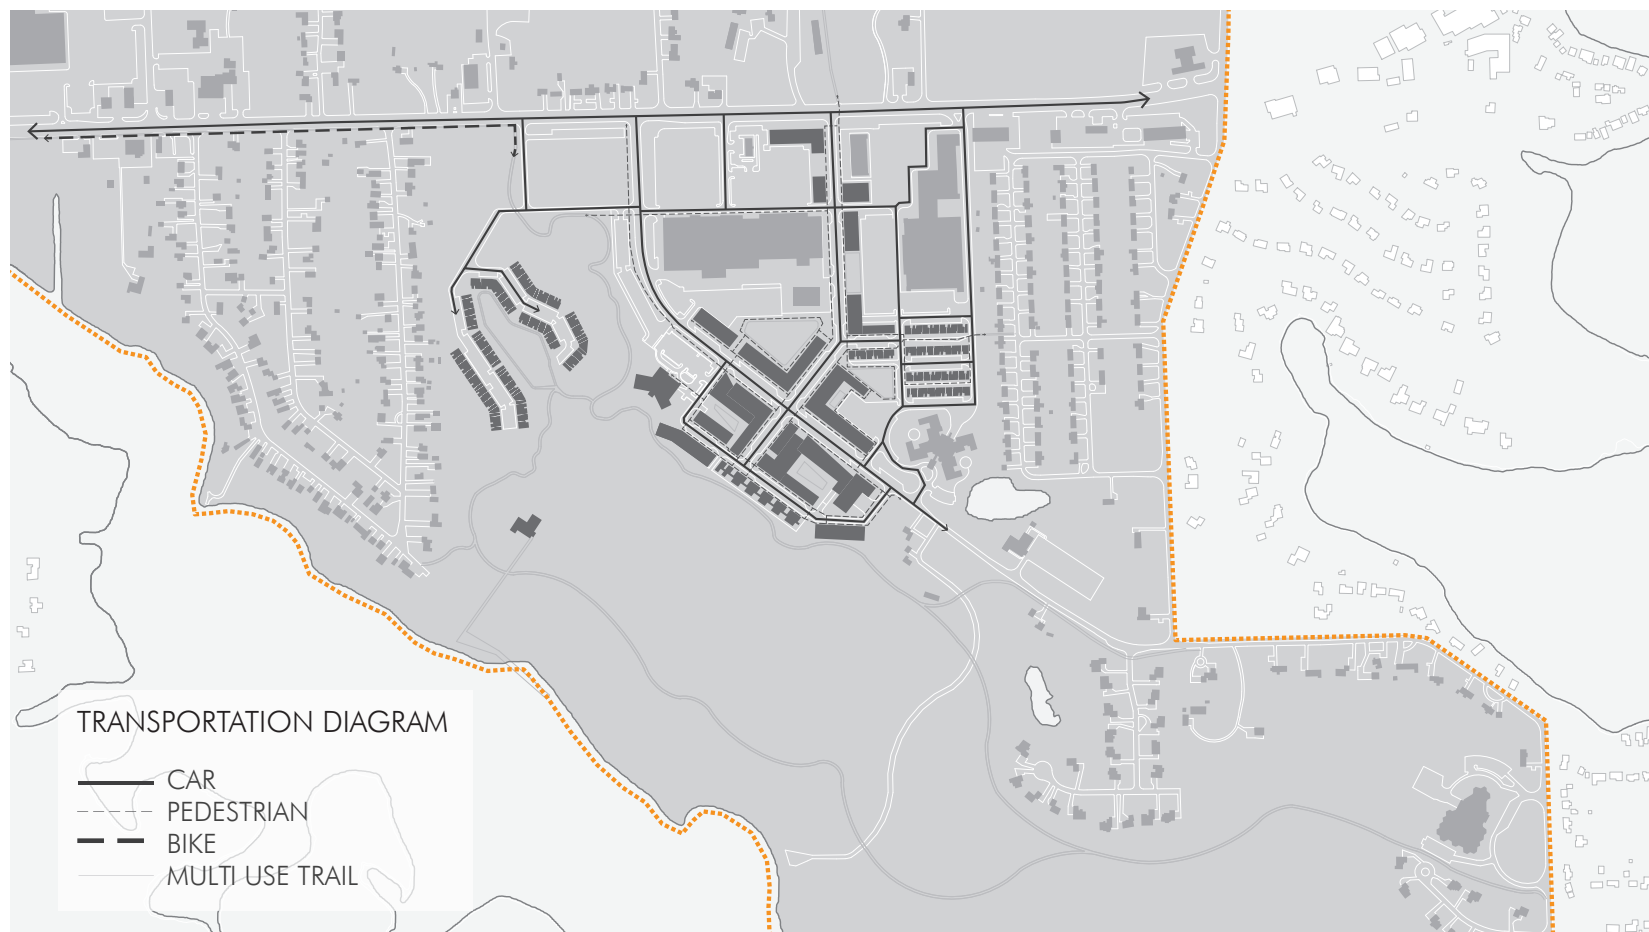 TRANSPORTATION DIAGRAM
CAR
PEDESTRIAN
BIKE
MULTI USE TRAIL